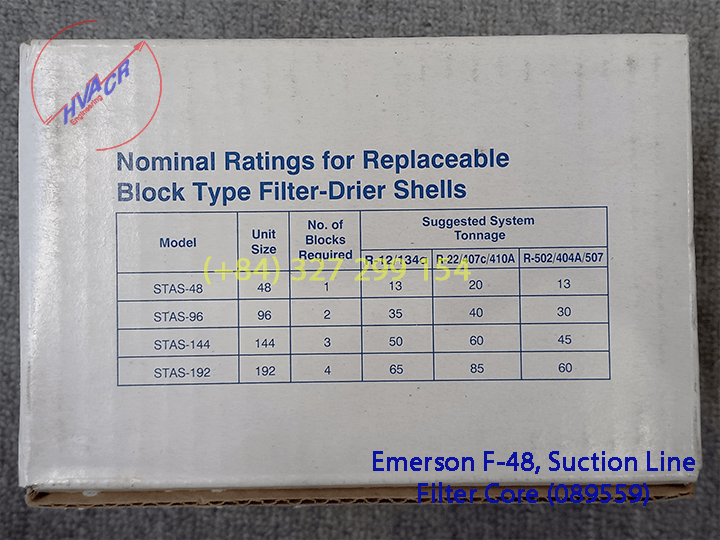 HVACR
Engineering
Nominal Ratings for Replaceable
Block Type Filter-Drier Shells
Model Unit Size No. of Blocks Required Suggested System Tonnage
R-12/134a R-22/407c/410A R-502/404A/507
(+84) 327 299 154
STAS-48 48 1 13 20 13
STAS-96 96 2 35 40 30
STAS-144 144 3 50 60 45
STAS-192 192 4 65 85 60
Emerson F-48, Suction Line
Filter Core (089559)